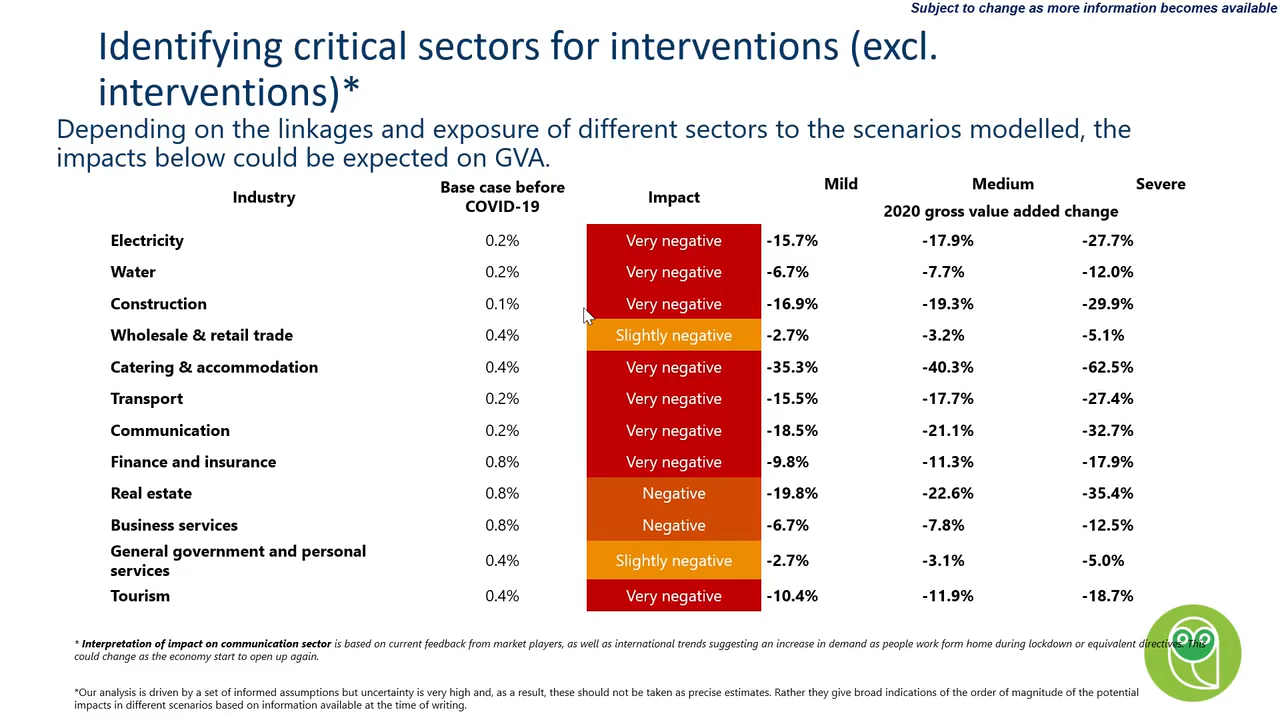 Subject to change as more information becomes available
Identifying critical sectors for interventions (excl.
interventions)*
Depending on the linkages and exposure of different sectors to the scenarios modelled, the
impacts below could be expected on GVA.
Industry Base case before COVID-19 Impact Mild Medium Severe
2020 gross value added change
Electricity 0.2% Very negative -15.7% -17.9% -27.7%
Water 0.2% Very negative -6.7% -7.7% -12.0%
Construction 0.1% Very negative -16.9% -19.3% -29.9%
Wholesale & retail trade 0.4% Slightly negative -2.7% -3.2% -5.1%
Catering & accommodation 0.4% Very negative -35.3% -40.3% -62.5%
Transport 0.2% Very negative -15.5% -17.7% -27.4%
Communication 0.2% Very negative -18.5% -21.1% -32.7%
Finance and insurance 0.8% Very negative -9.8% -11.3% -17.9%
Real estate 0.8% Negative -19.8% -22.6% -35.4%
Business services 0.8% Negative -6.7% -7.8% -12.5%
General government and personal
services 0.4% Slightly negative -2.7% -3.1% -5.0%
Tourism 0.4% Very negative -10.4% -11.9% -18.7%
* Interpretation of impact on communication sector is based on current feedback from market players, as well as international trends suggesting an increase in demand as people work form home during lockdown or equivalent directives. This
could change as the economy start to open up again.
*Our analysis is driven by a set of informed assumptions but uncertainty is very high and, as a result, these should not be taken as precise estimates. Rather they give broad indications of the order of magnitude of the potential
impacts in different scenarios based on information available at the time of writing.